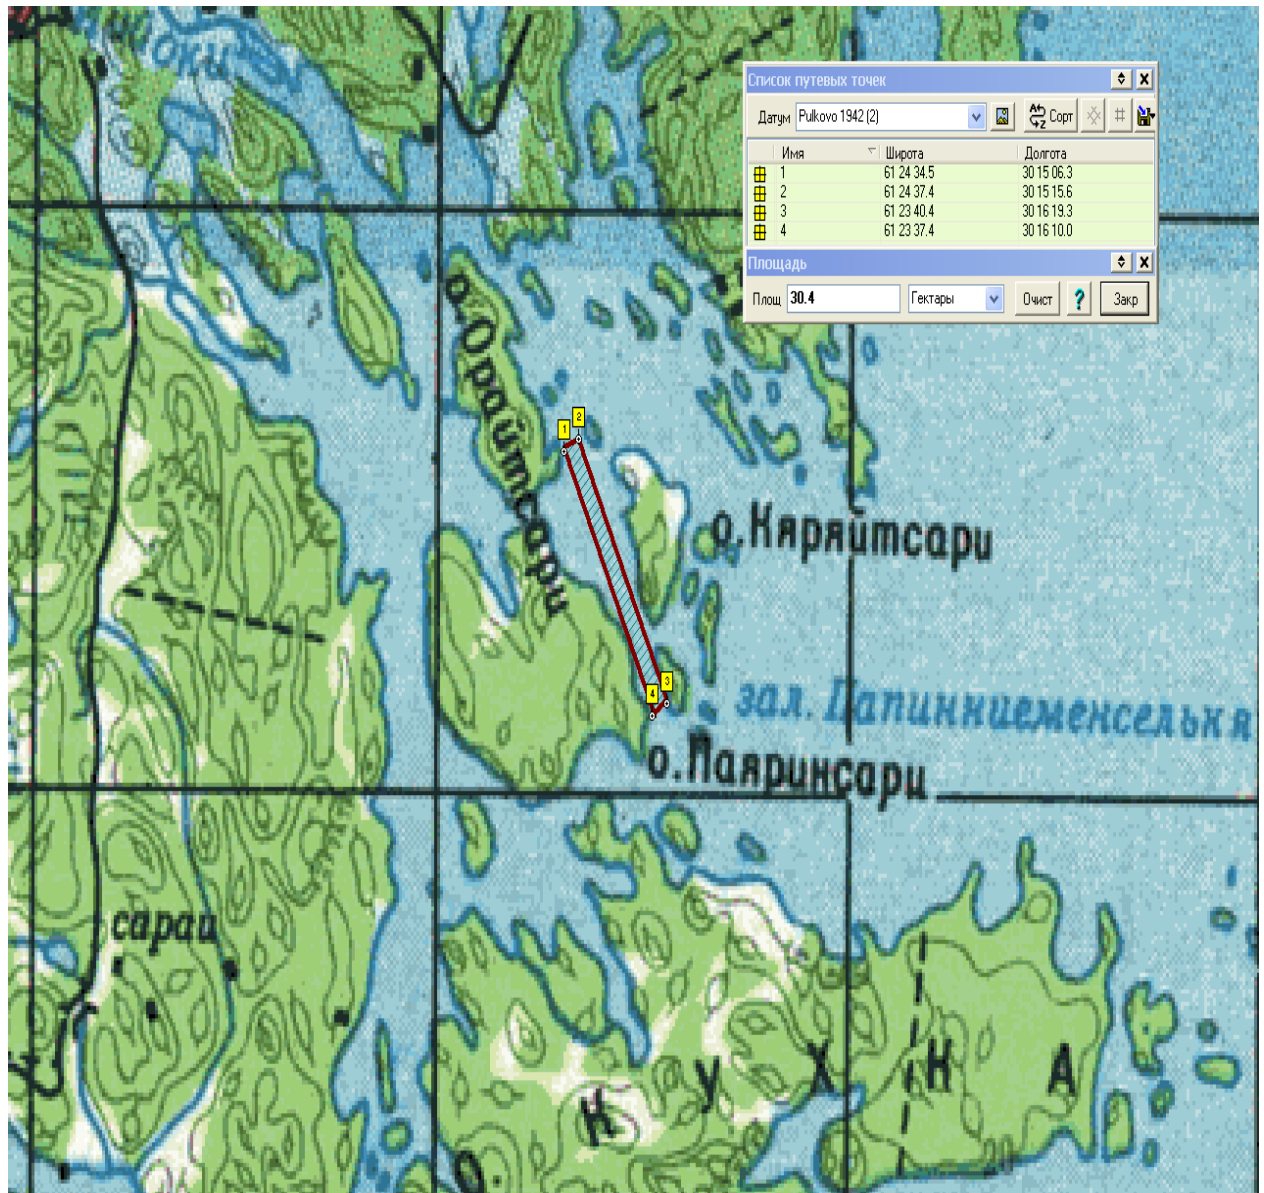 Список путевых точек
Датум Pulkovo 1942 (2) Сорт
Имя Широта Долгота
1 61 24 34.5 30 15 06.3
2 61 24 37.4 30 15 15.6
3 61 23 40.4 30 16 19.3
4 61 23 37.4 30 16 10.0
Площадь
Площ 30.4 Гектары Очист ? Закр
о.Орайтсари
1
2
о.Кяряйтсари
3
4
зал. Папинниеменселькя
о.Паяринсари
сараи
К У Х К А
О.